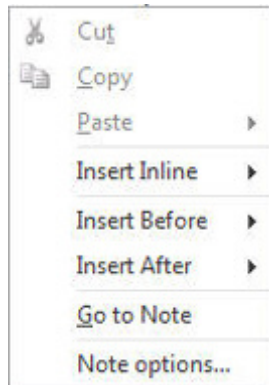 Cut
Copy
Paste
Insert Inline
Insert Before
Insert After
Go to Note
Note options...